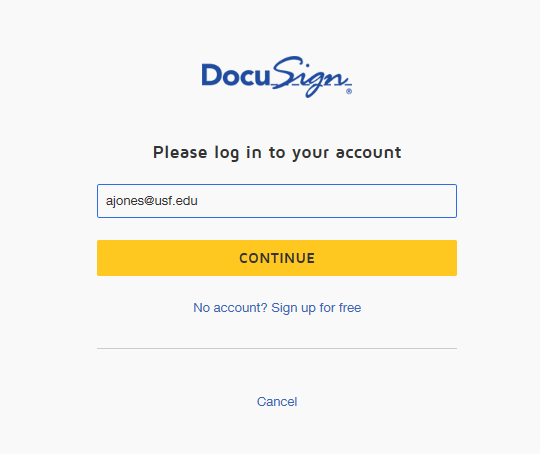 DocuSign®
Please log in to your account
ajones@usf.edu
CONTINUE
No account? Sign up for free
Cancel